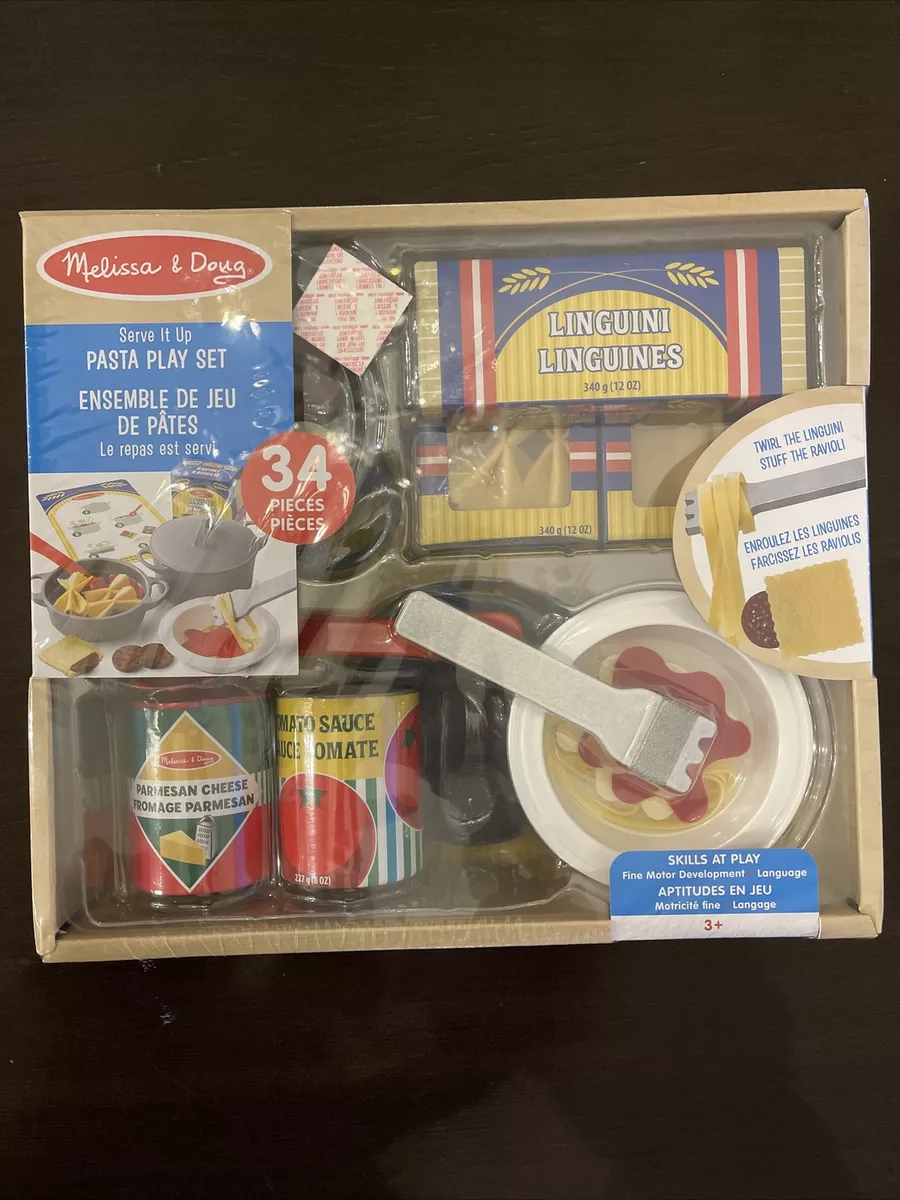 Melissa & Doug
Serve It Up
PASTA PLAY SET
ENSEMBLE DE JEU
DE PÂTES
Le repas est servi
34
PIECES
PIÈCES
LINGUINI
LINGUINES
340 g (12 OZ)
340 g (12 OZ)
TWIRL THE LINGUINI
STUFF THE RAVIOLI
ENROULEZ LES LINGUINES
FARCISSEZ LES RAVIOLIS
Melissa & Doug
PARMESAN CHEESE
FROMAGE PARMESAN
TOMATO SAUCE
SAUCE TOMATE
227 g (8 OZ)
SKILLS AT PLAY
Fine Motor Development Language
APTITUDES EN JEU
Motricité fine Langage
3+